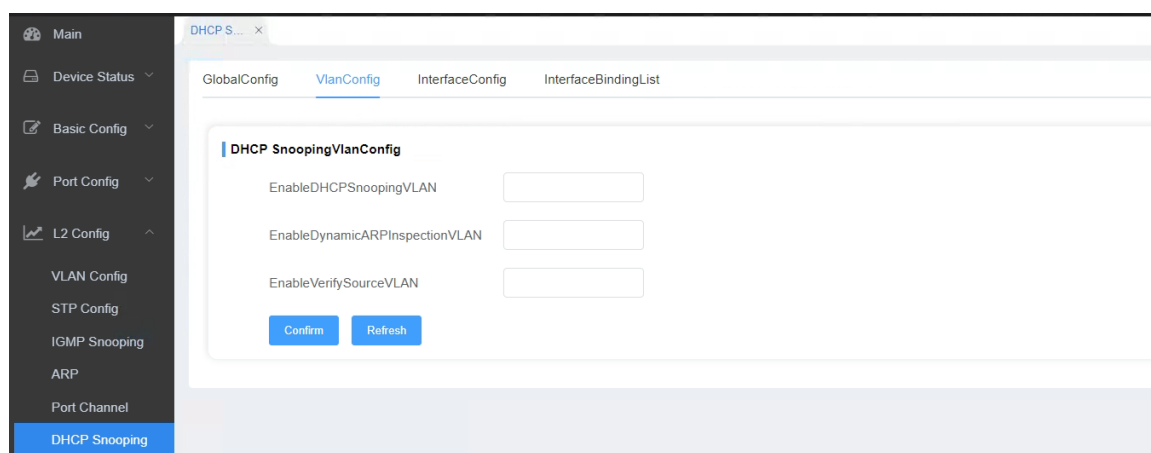 Main
Device Status
Basic Config
Port Config
L2 Config
VLAN Config
STP Config
IGMP Snooping
ARP
Port Channel
DHCP Snooping
DHCP S...
GlobalConfig VlanConfig InterfaceConfig InterfaceBindingList
DHCP SnoopingVlanConfig
EnableDHCPSnoopingVLAN
EnableDynamicARPInspectionVLAN
EnableVerifySourceVLAN
Confirm Refresh